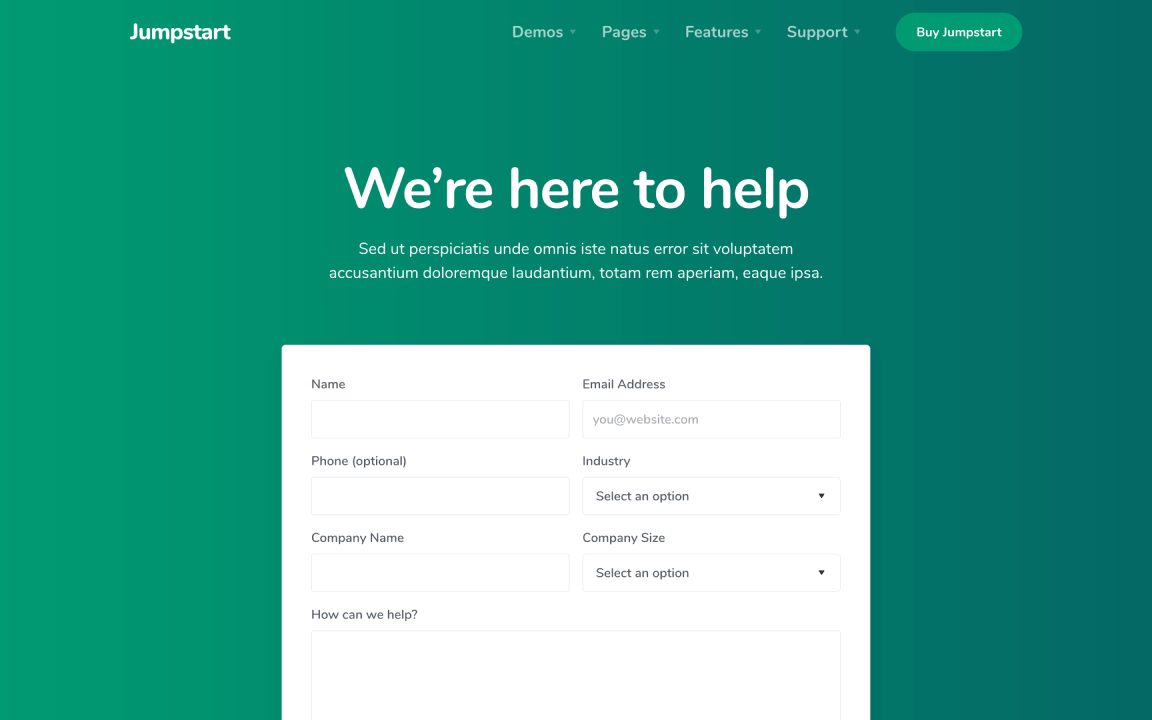 Jumpstart
Demos
Pages
Features
Support
Buy Jumpstart
We’re here to help
Sed ut perspiciatis unde omnis iste natus error sit voluptatem
accusantium doloremque laudantium, totam rem aperiam, eaque ipsa.
Name
Email Address
you@website.com
Phone (optional)
Industry
Select an option
Company Name
Company Size
Select an option
How can we help?